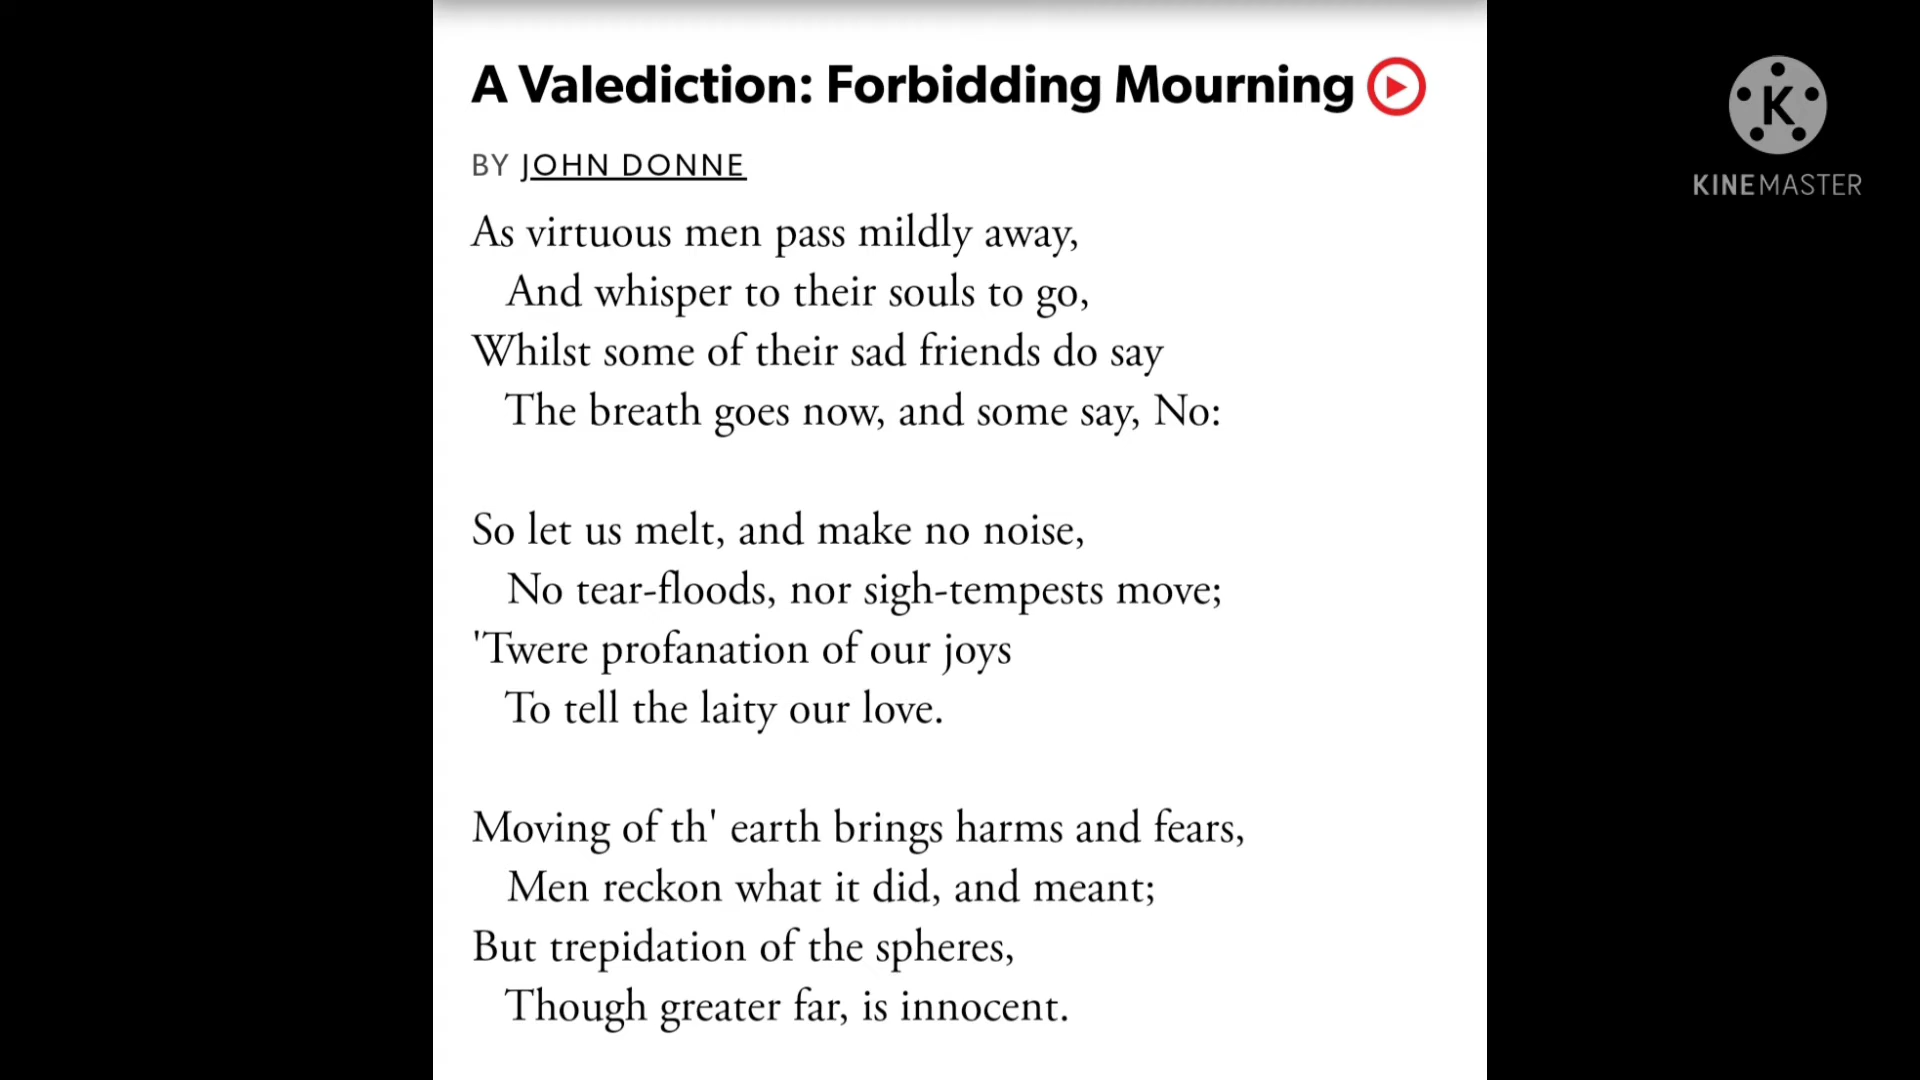 A Valediction: Forbidding Mourning
BY JOHN DONNE
As virtuous men pass mildly away,
And whisper to their souls to go,
Whilst some of their sad friends do say
The breath goes now, and some say, No:
So let us melt, and make no noise,
No tear-floods, nor sigh-tempests move;
'Twere profanation of our joys
To tell the laity our love.
Moving of th' earth brings harms and fears,
Men reckon what it did, and meant;
But trepidation of the spheres,
Though greater far, is innocent.
K
KINEMASTER